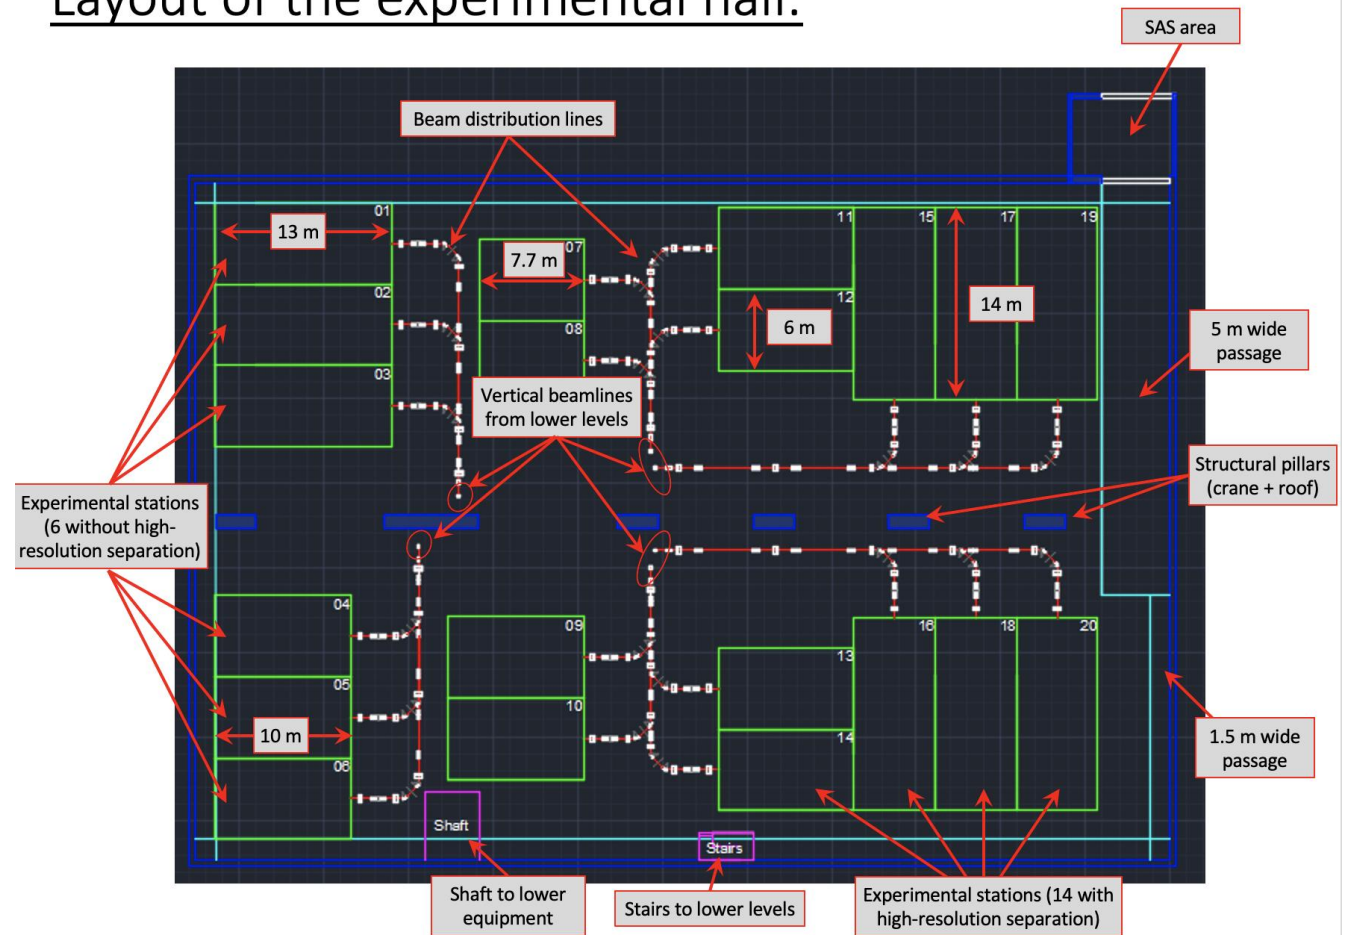 Layout of the experimental hall:
SAS area
Beam distribution lines
01
13 m
07
7.7 m
11
15
17
19
02
12
14 m
08
6 m
5 m wide
passage
03
Vertical beamlines
from lower levels
Structural pillars
(crane + roof)
Experimental stations
(6 without high-
resolution separation)
04
09
16
18
20
13
05
10
10 m
14
1.5 m wide
passage
06
Shaft
Stairs
Shaft to lower
equipment
Stairs to lower levels
Experimental stations (14 with
high-resolution separation)